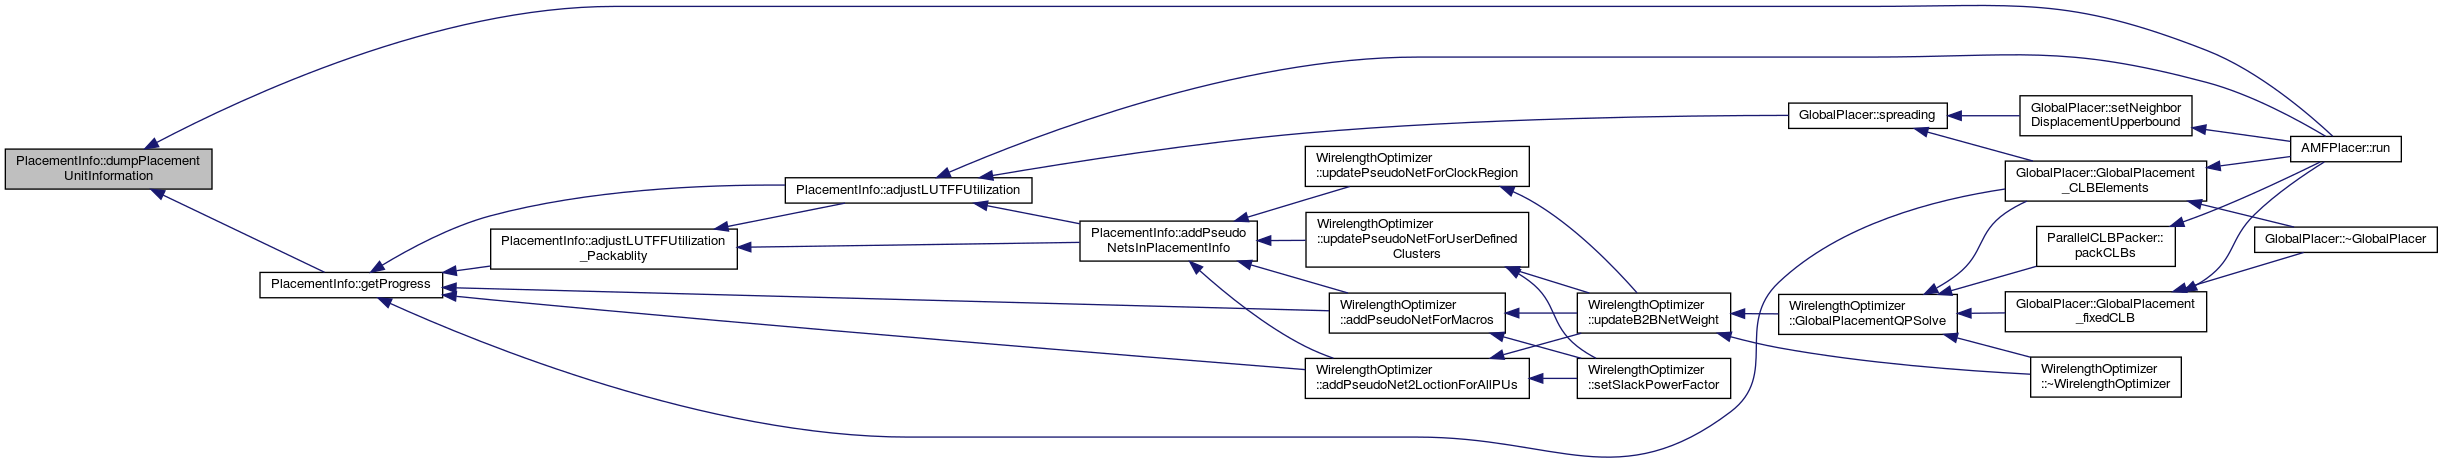 PlacementInfo::dumpPlacement
UnitInformation
PlacementInfo::getProgress
PlacementInfo::adjustLUTFFUtilization
_Packablity
PlacementInfo::adjustLUTFFUtilization
PlacementInfo::addPseudo
NetsInPlacementInfo
WirelengthOptimizer
::updatePseudoNetForClockRegion
WirelengthOptimizer
::updatePseudoNetForUserDefined
Clusters
WirelengthOptimizer
::addPseudoNetForMacros
WirelengthOptimizer
::addPseudoNet2LoctionForAllPUs
WirelengthOptimizer
::updateB2BNetWeight
WirelengthOptimizer
::setSlackPowerFactor
GlobalPlacer::spreading
WirelengthOptimizer
::GlobalPlacementQPSolve
GlobalPlacer::setNeighbor
DisplacementUpperbound
GlobalPlacer::GlobalPlacement
_CLBElements
ParallelCLBPacker::
packCLBs
GlobalPlacer::GlobalPlacement
_fixedCLB
WirelengthOptimizer
::~WirelengthOptimizer
AMFPlacer::run
GlobalPlacer::~GlobalPlacer